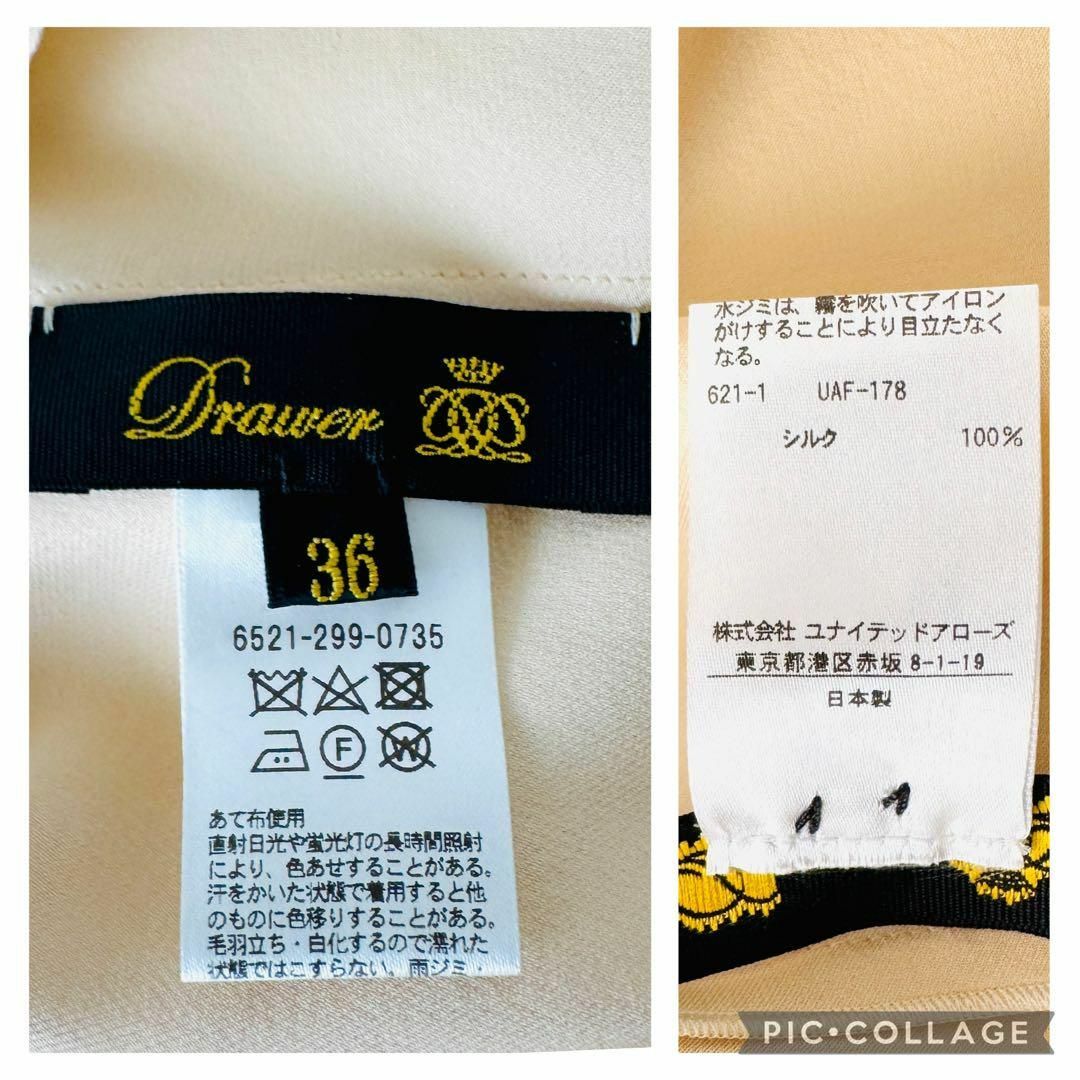 Drawer
36
6521-299-0735
F
W
あて布使用
直射日光や蛍光灯の長時間照射
により、色あせすることがある。
汗をかいた状態で着用すると他
のものに色移りすることがある。
毛羽立ち・白化するので濡れた
状態ではこすらない。雨ジミ・
水ジミは、霧を吹いてアイロン
がけすることにより目立たなく
なる。
621-1 UAF-178
シルク 100%
株式会社 ユナイテッドアローズ
東京都港区赤坂 8-1-19
日本製
PIC•COLLAGE